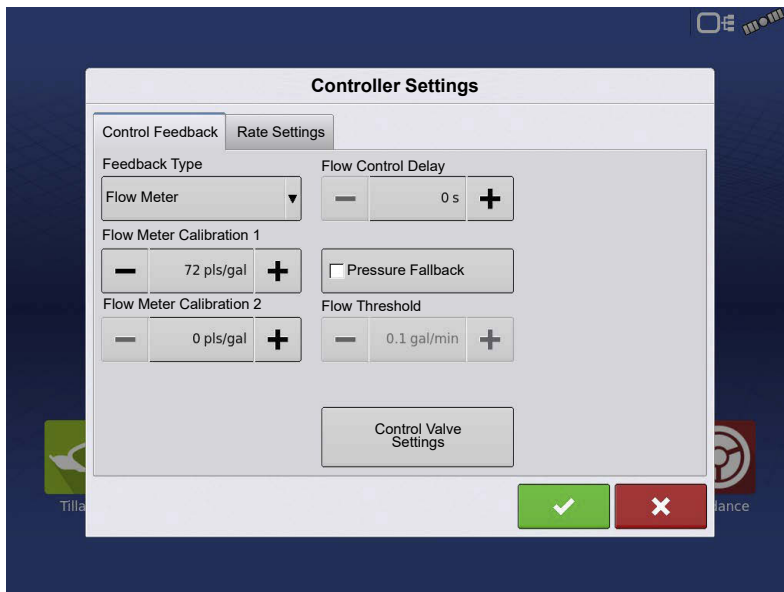 Controller Settings
Control Feedback
Rate Settings
Feedback Type
Flow Control Delay
Flow Meter
0 s
Flow Meter Calibration 1
72 pls/gal
Pressure Fallback
Flow Meter Calibration 2
Flow Threshold
0 pls/gal
0.1 gal/min
Control Valve
Settings